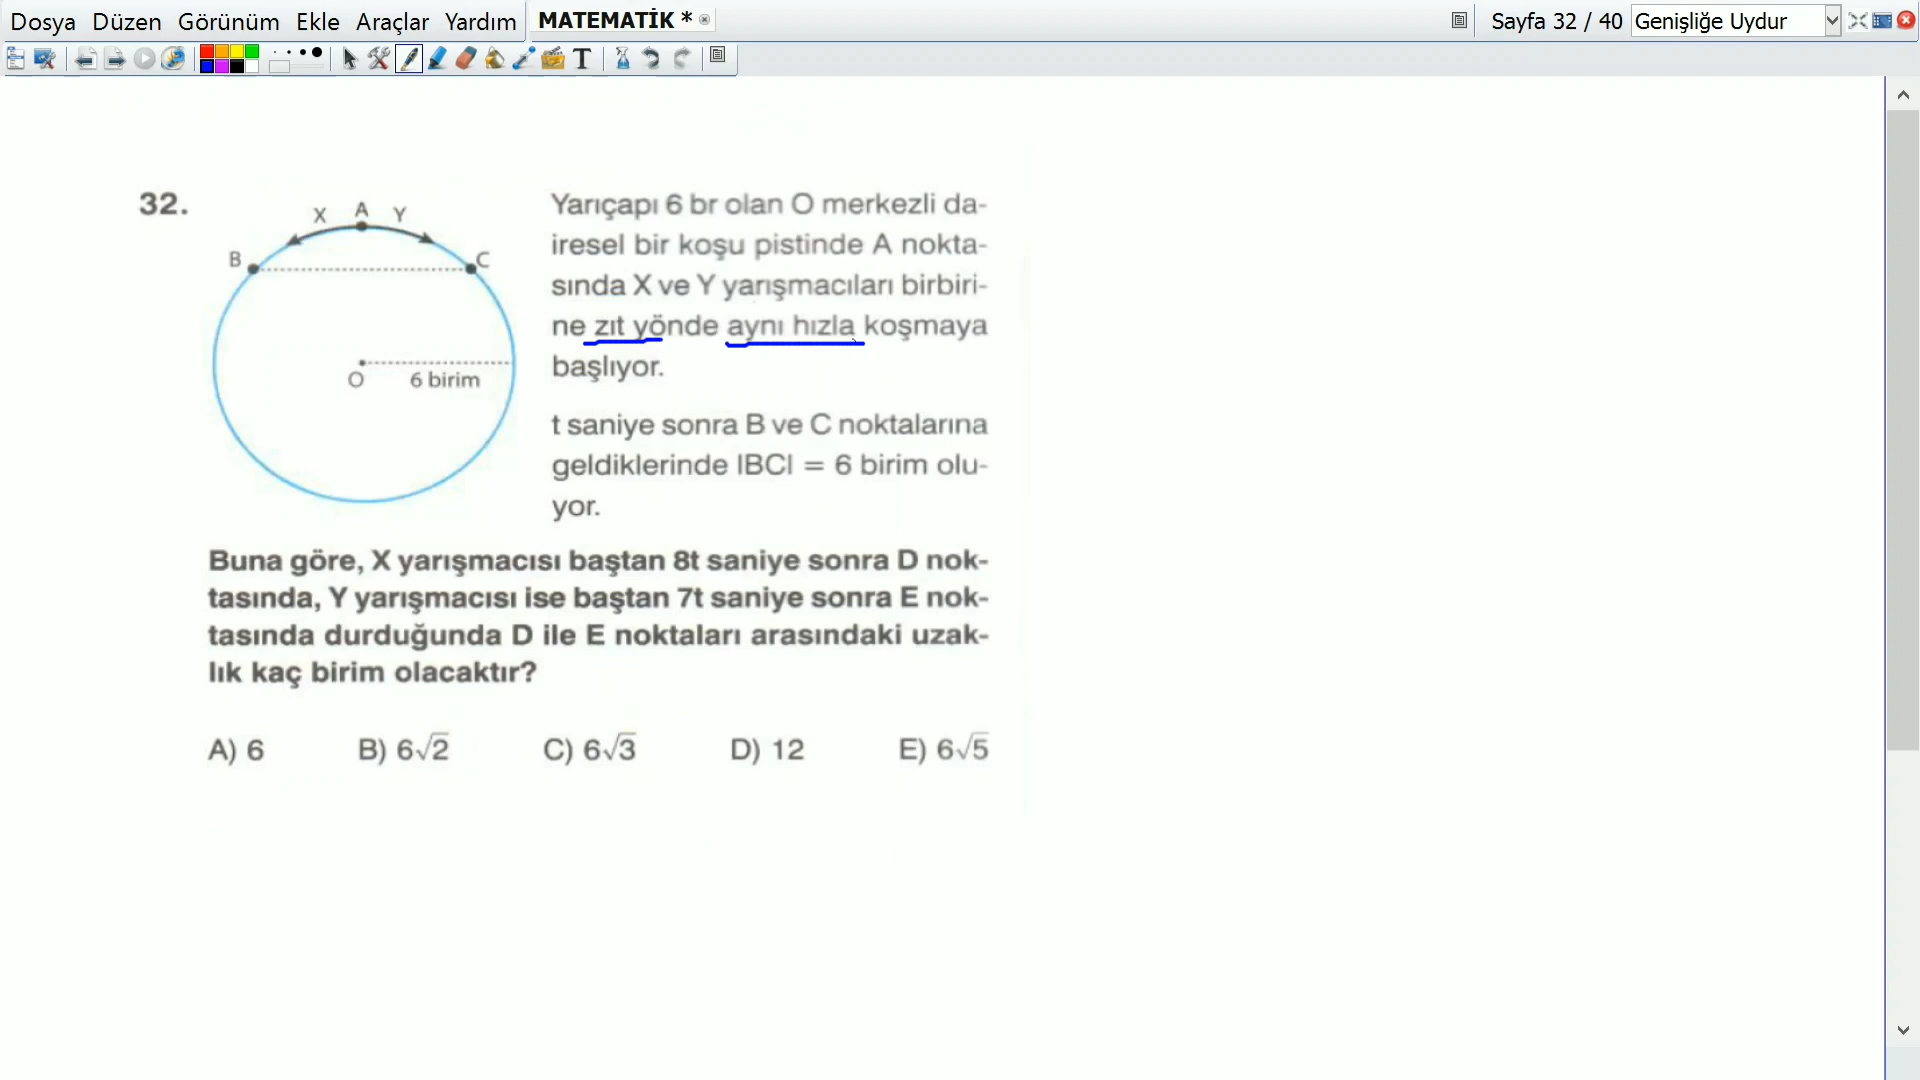 Dosya Düzen Görünüm Ekle Araçlar Yardım MATEMATİK * Sayfa 32 / 40 Genişliğe Uydur
32.
X A Y
B C
O 6 birim
Yarıçapı 6 br olan O merkezli da-
iresel bir koşu pistinde A nokta-
sında X ve Y yarışmacıları birbiri-
ne zıt yönde aynı hızla koşmaya
başlıyor.
t saniye sonra B ve C noktalarına
geldiklerinde IBCI = 6 birim olu-
yor.
Buna göre, X yarışmacısı baştan 8t saniye sonra D nok-
tasında, Y yarışmacısı ise baştan 7t saniye sonra E nok-
tasında durduğunda D ile E noktaları arasındaki uzak-
lık kaç birim olacaktır?
A) 6 B) 6√2 C) 6√3 D) 12 E) 6√5